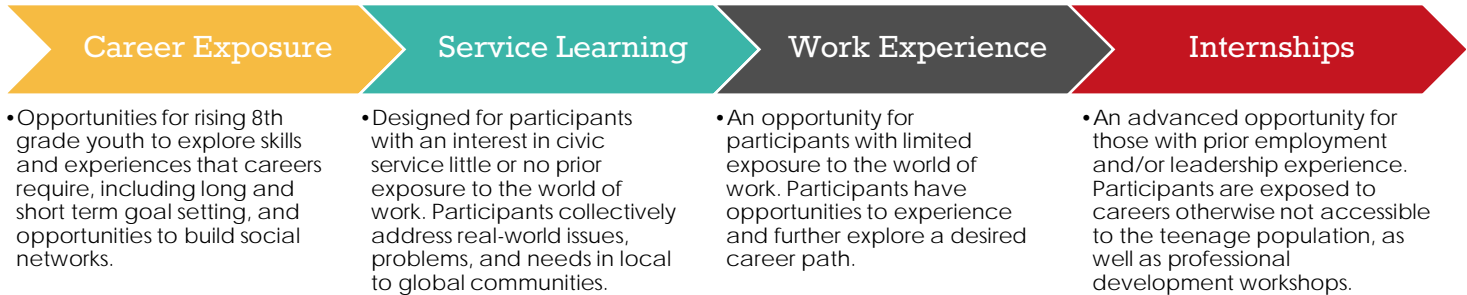 Career Exposure
•Opportunities for rising 8th
grade youth to explore skills
and experiences that careers
require, including long and
short term goal setting, and
opportunities to build social
networks.
Service Learning
•Designed for participants
with an interest in civic
service little or no prior
exposure to the world of
work. Participants collectively
address real-world issues,
problems, and needs in local
to global communities.
Work Experience
•An opportunity for
participants with limited
exposure to the world of
work. Participants have
opportunities to experience
and further explore a desired
career path.
Internships
•An advanced opportunity for
those with prior employment
and/or leadership experience.
Participants are exposed to
careers otherwise not accessible
to the teenage population, as
well as professional
development workshops.